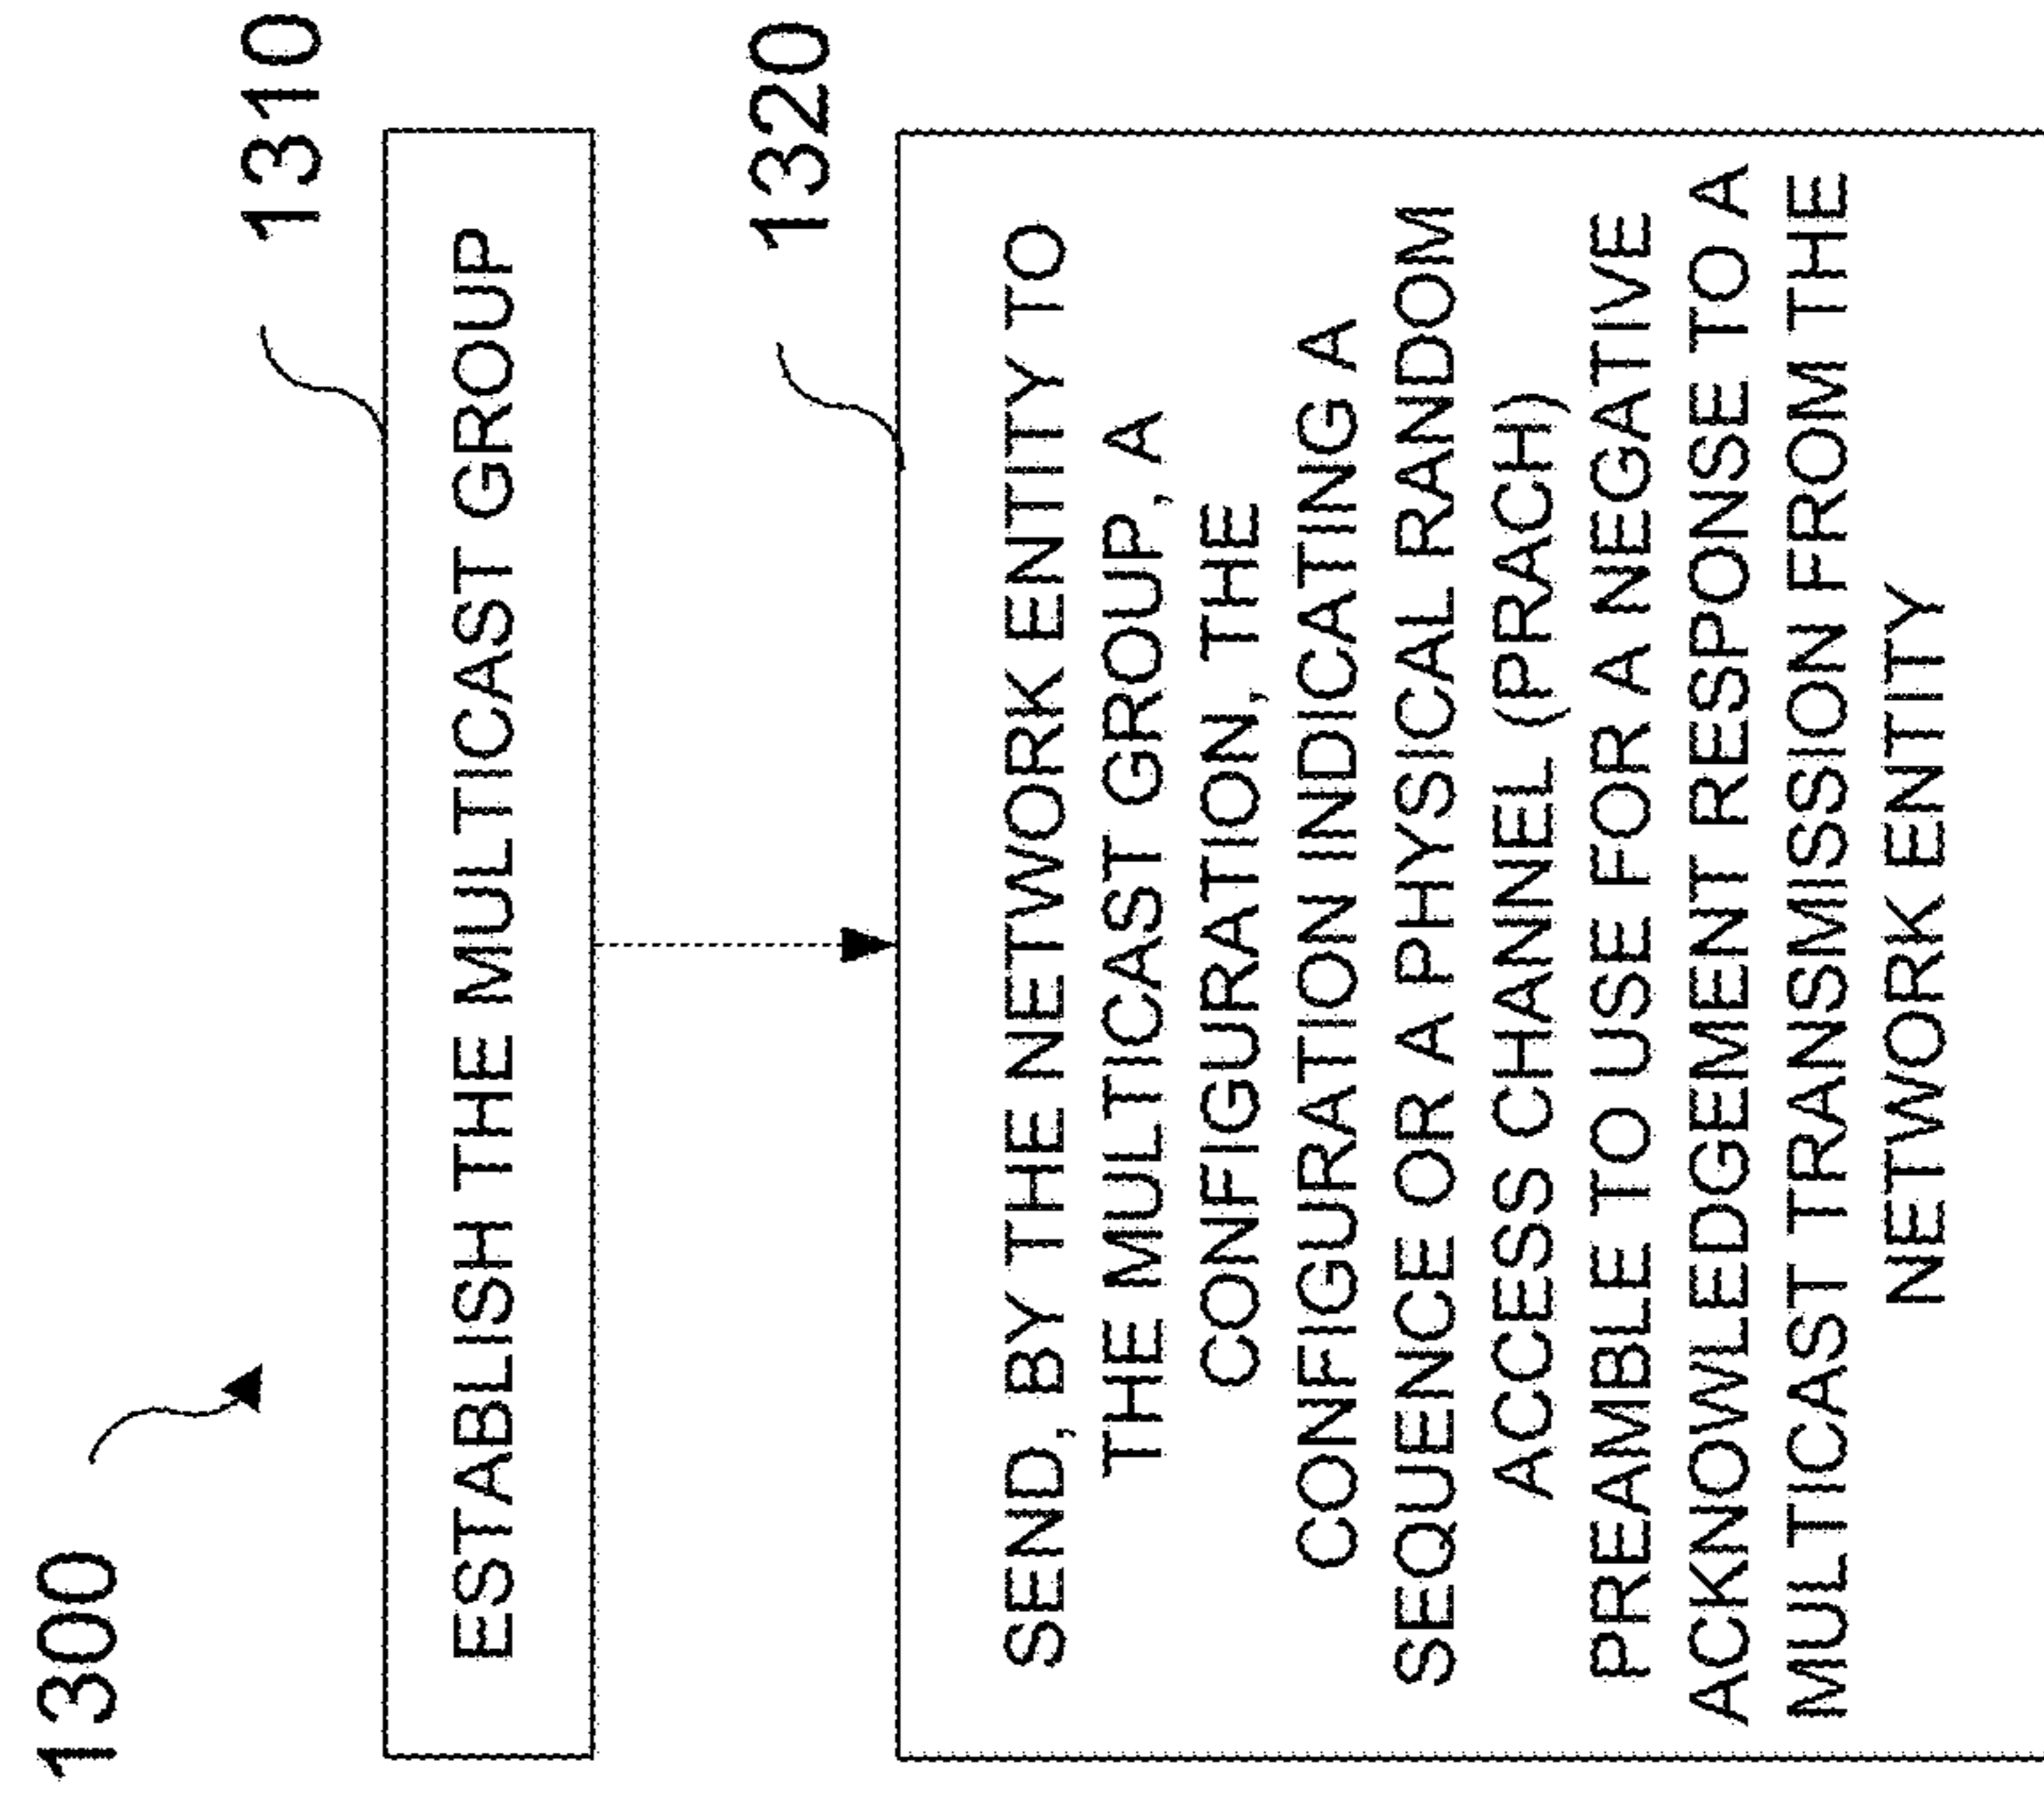 1300
1310
ESTABLISH THE MULTICAST GROUP
1320
SEND, BY THE NETWORK ENTITY TO
THE MULTICAST GROUP, A
CONFIGURATION, THE
CONFIGURATION INDICATING A
SEQUENCE OR A PHYSICAL RANDOM
ACCESS CHANNEL (PRACH)
PREAMBLE TO USE FOR A NEGATIVE
ACKNOWLEDGEMENT RESPONSE TO A
MULTICAST TRANSMISSION FROM THE
NETWORK ENTITY